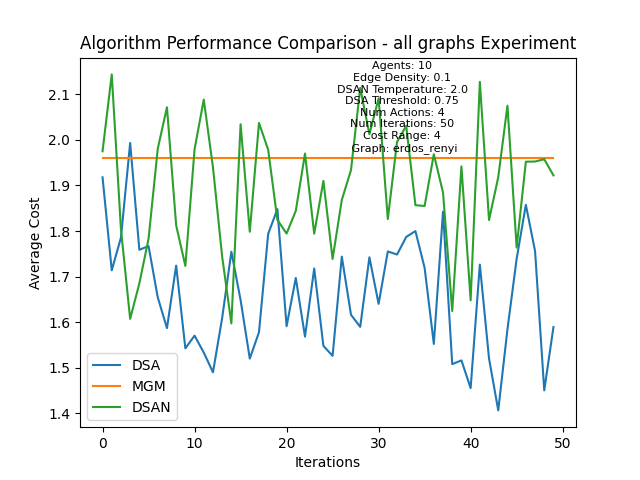 Algorithm Performance Comparison - all graphs Experiment
Agents: 10
Edge Density: 0.1
DSAN Temperature: 2.0
DSA Threshold: 0.75
Num Actions: 4
Num Iterations: 50
Cost Range: 4
Graph: erdos_renyi
Average Cost
2.1
2.0
1.9
1.8
1.7
1.6
1.5
1.4
DSA
MGM
DSAN
0 10 20 30 40 50
Iterations